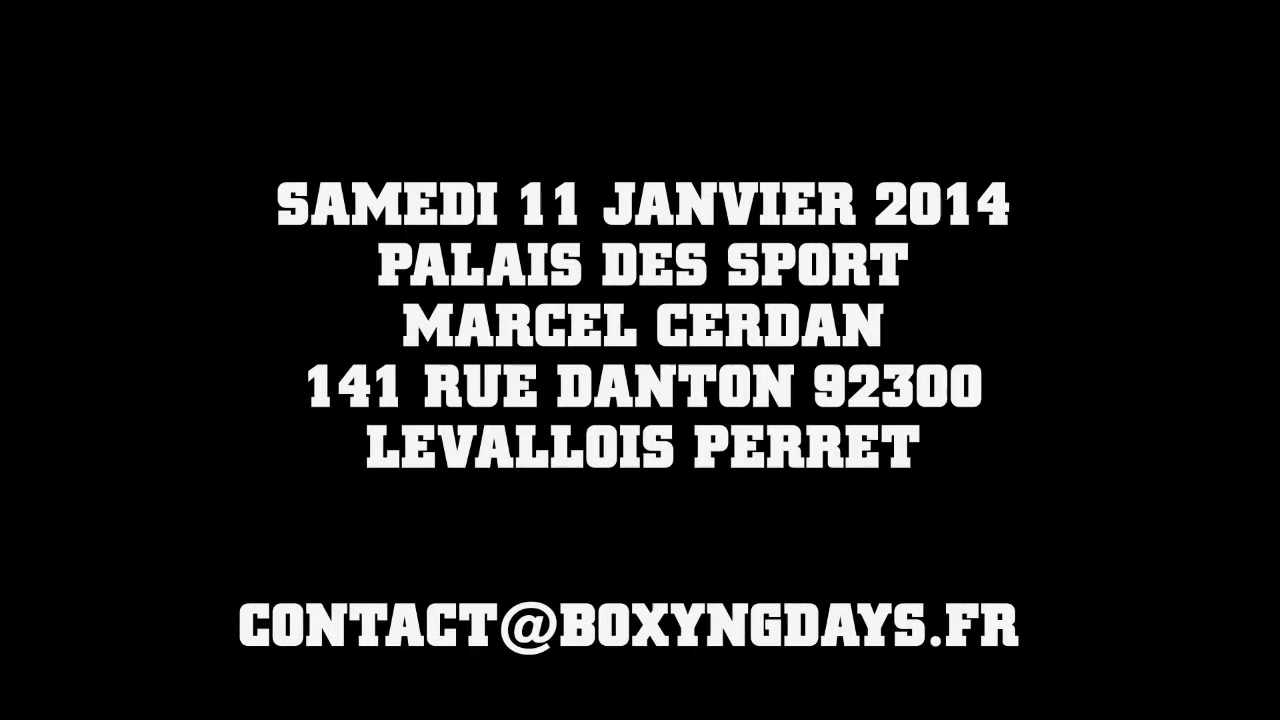 SAMEDI 11 JANVIER 2014
PALAIS DES SPORT
MARCEL CERDAN
141 RUE DANTON 92300
LEVALLOIS PERRET
CONTACT@BOXYNGDAYS.FR